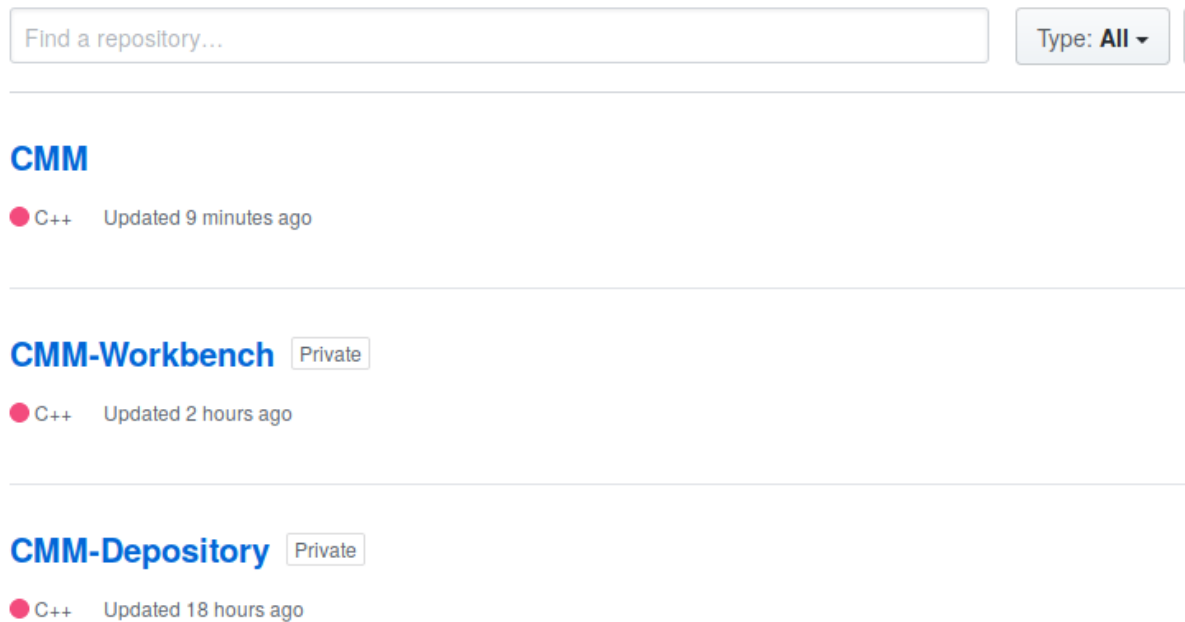 Find a repository…
Type: All
CMM
C++ Updated 9 minutes ago
CMM-Workbench Private
C++ Updated 2 hours ago
CMM-Depository Private
C++ Updated 18 hours ago